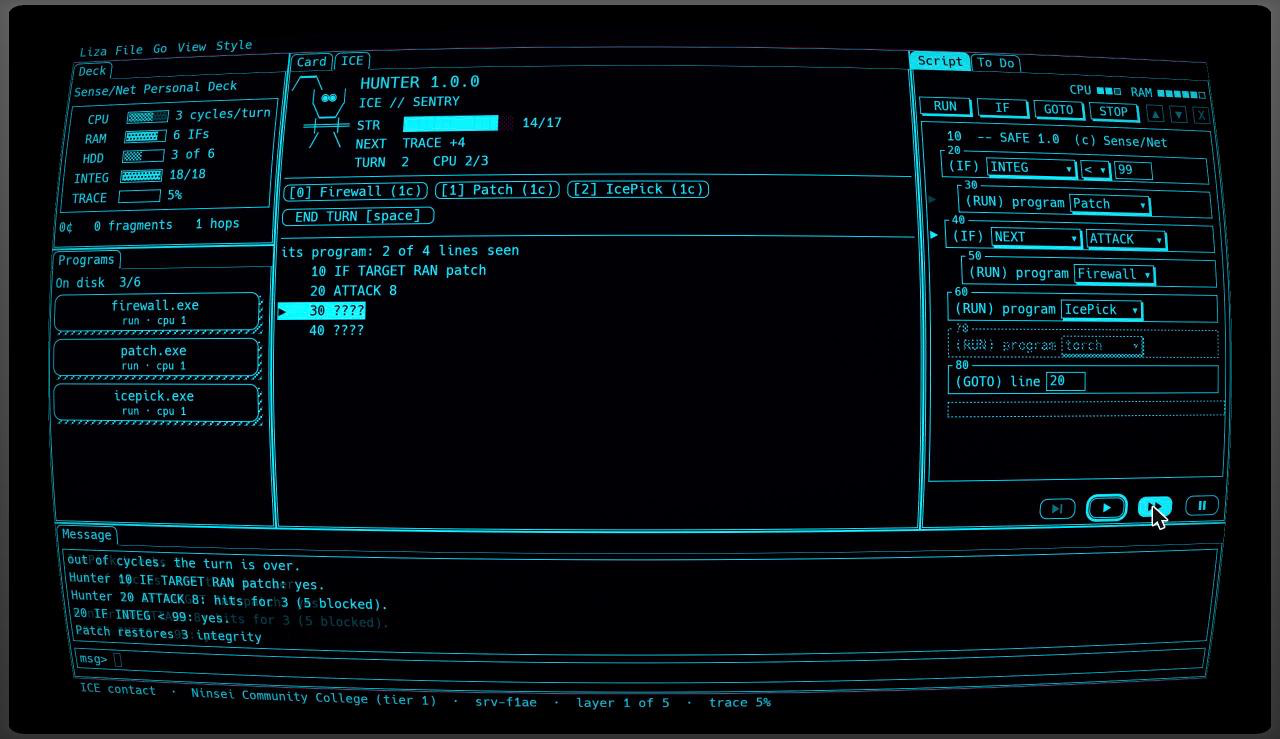 Liza File Go View Style
Deck
Sense/Net Personal Deck
CPU 3 cycles/turn
RAM 6 IFs
HDD 3 of 6
INTEG 18/18
TRACE 5%
0¢ 0 fragments 1 hops
Programs
On disk 3/6
firewall.exe
run · cpu 1
patch.exe
run · cpu 1
icepick.exe
run · cpu 1
Card ICE
HUNTER 1.0.0
ICE // SENTRY
STR 14/17
NEXT TRACE +4
TURN 2 CPU 2/3
[0] Firewall (1c) [1] Patch (1c) [2] IcePick (1c)
END TURN [space]
its program: 2 of 4 lines seen
10 IF TARGET RAN patch
20 ATTACK 8
▶ 30 ????
40 ????
Script To Do
CPU RAM
RUN IF GOTO STOP ▲ ▼ X
10 -- SAFE 1.0 (c) Sense/Net
20
(IF) INTEG < 99
30
(RUN) program Patch
40
(IF) NEXT ATTACK
50
(RUN) program Firewall
60
(RUN) program IcePick
(RUN) program torch
80
(GOTO) line 20
Message
out of cycles. the turn is over.
Hunter 10 IF TARGET RAN patch: yes.
Hunter 20 ATTACK 8: hits for 3 (5 blocked).
20 IF INTEG < 99: yes.
Patch restores 3 integrity
msg>
ICE contact · Ninsei Community College (tier 1) · srv-f1ae · layer 1 of 5 · trace 5%